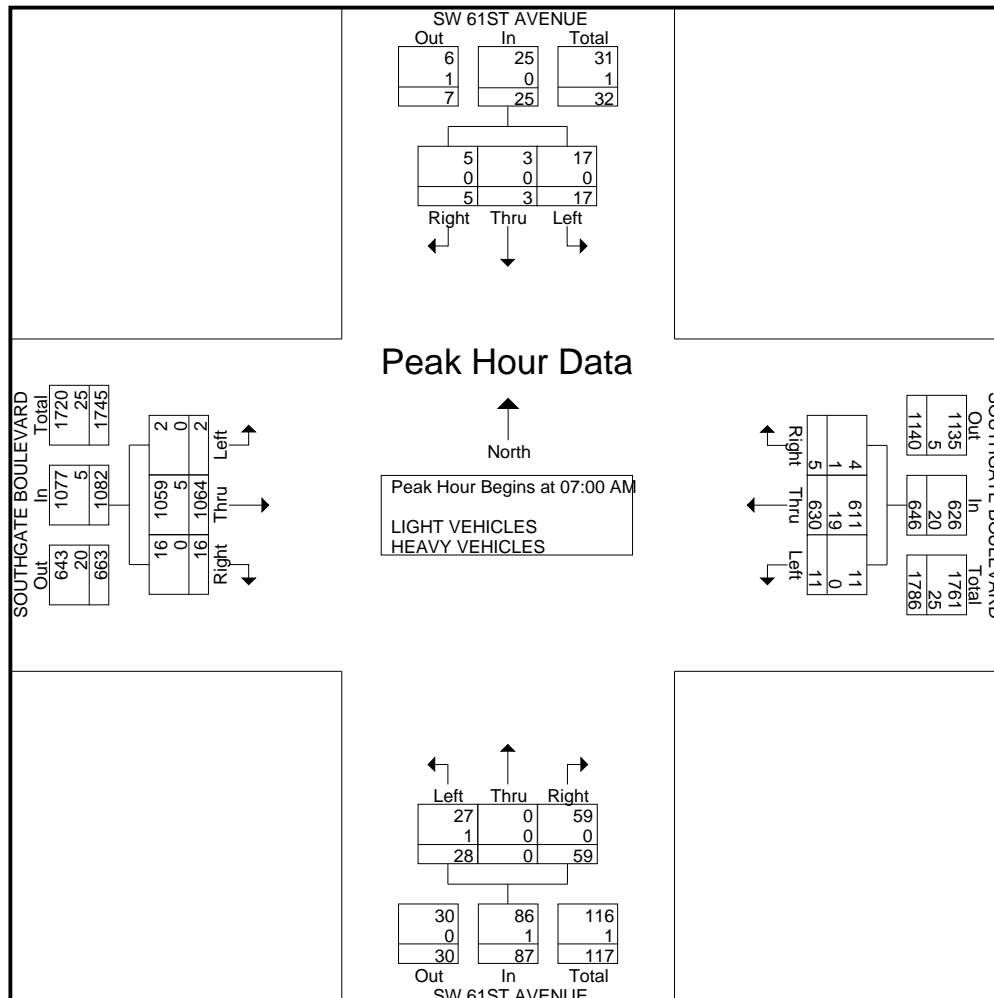 SW 61ST AVENUE
Out In Total
6 25 31
1 0 1
7 25 32
5 3 17
0 0 0
5 3 17
Right Thru Left
Peak Hour Data
North
Peak Hour Begins at 07:00 AM
LIGHT VEHICLES
HEAVY VEHICLES
SOUTHGATE BOULEVARD
Out In Total
643 1077 1720
20 5 25
663 1082 1745
16 1059 2
0 5 0
16 1064 2
Right Thru Left
SOUTHGATE BOULEVARD
Out In Total
1135 626 1761
5 20 25
1140 646 1786
4 611 11
1 19 0
5 630 11
Right Thru Left
Left Thru Right
27 0 59
1 0 0
28 0 59
30 86 116
0 1 1
30 87 117
Out In Total
SW 61ST AVENUE